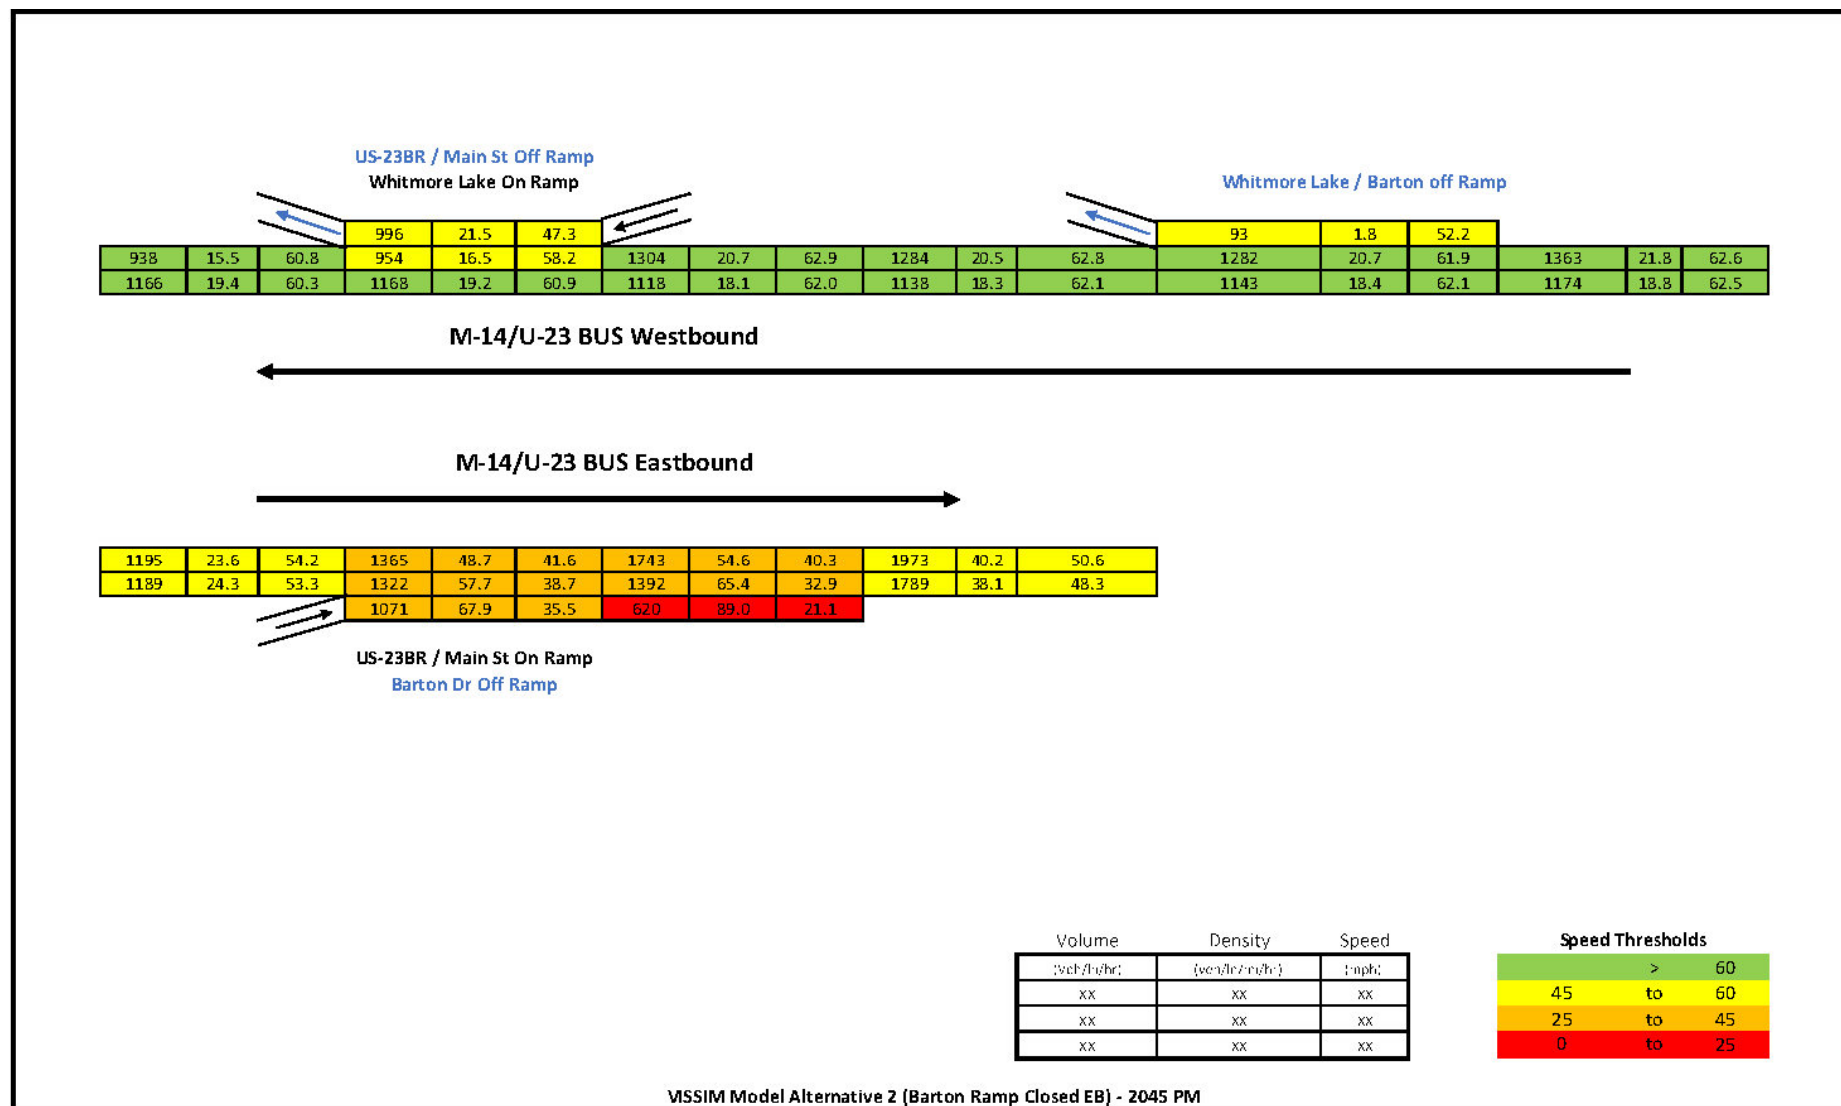 US-23BR / Main St Off Ramp
Whitmore Lake On Ramp
Whitmore Lake / Barton off Ramp
996 21.5 47.3 93 1.8 52.2
938 15.5 60.8 954 16.5 58.2 1304 20.7 62.9 1284 20.5 62.8 1282 20.7 61.9 1363 21.8 62.6
1166 19.4 60.3 1168 19.2 60.9 1118 18.1 62.0 1138 18.3 62.1 1143 18.4 62.1 1174 18.8 62.5
M-14/U-23 BUS Westbound
M-14/U-23 BUS Eastbound
1195 23.6 54.2 1365 48.7 41.6 1743 54.6 40.3 1973 40.2 50.6
1189 24.3 53.3 1322 57.7 38.7 1392 65.4 32.9 1789 38.1 48.3
1071 67.9 35.5 620 89.0 21.1
US-23BR / Main St On Ramp
Barton Dr Off Ramp
Volume Density Speed
(Veh/ln/hr) (veh/ln/mi/hr) (mph)
xx xx xx
xx xx xx
xx xx xx
Speed Thresholds
> 60
45 to 60
25 to 45
0 to 25
VISSIM Model Alternative 2 (Barton Ramp Closed EB) - 2045 PM